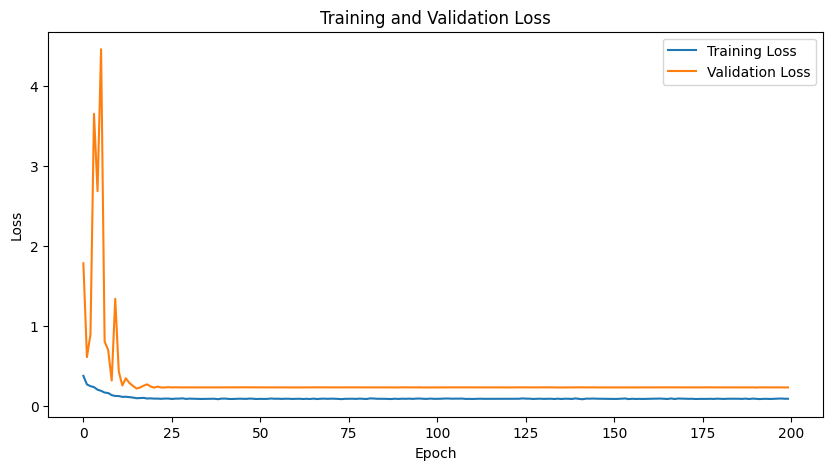 Training and Validation Loss
Training Loss
Validation Loss
4
3
2
1
0
Loss
0
25
50
75
100
125
150
175
200
Epoch